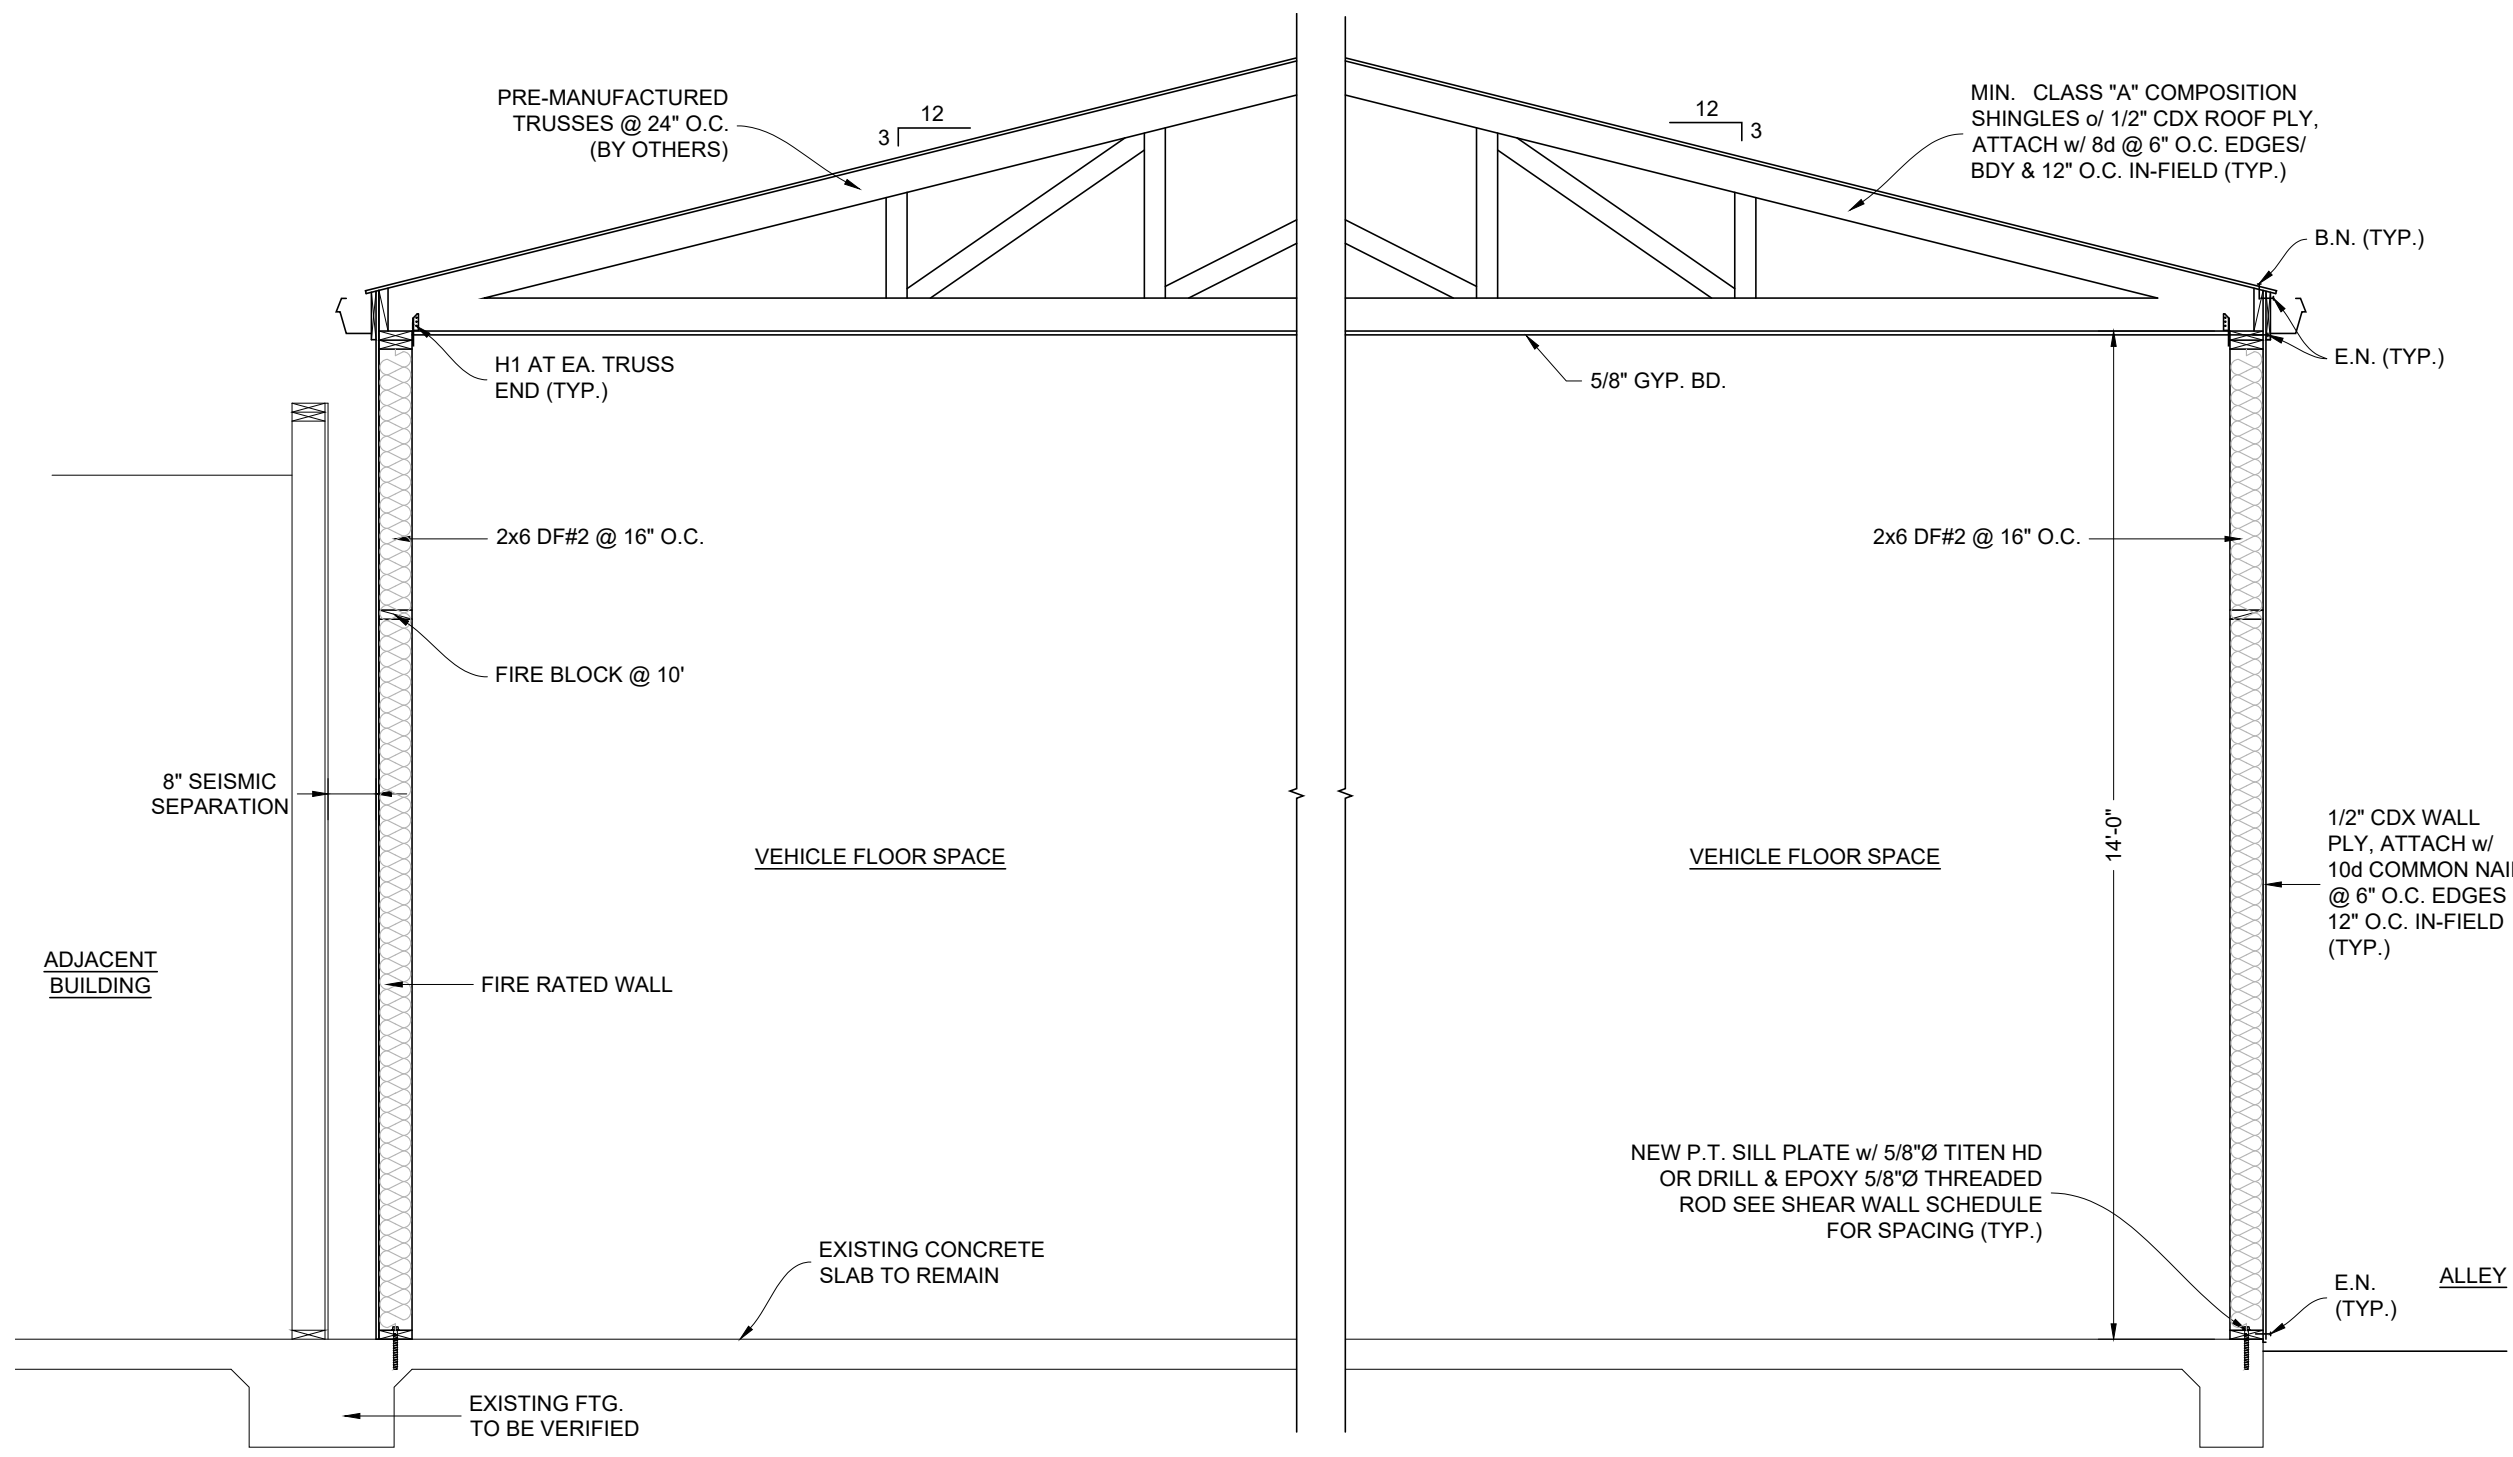 PRE-MANUFACTURED
TRUSSES @ 24" O.C.
(BY OTHERS)
12
3
12
3
MIN. CLASS "A" COMPOSITION
SHINGLES o/ 1/2" CDX ROOF PLY,
ATTACH w/ 8d @ 6" O.C. EDGES/
BDY & 12" O.C. IN-FIELD (TYP.)
B.N. (TYP.)
E.N. (TYP.)
H1 AT EA. TRUSS
END (TYP.)
5/8" GYP. BD.
2x6 DF#2 @ 16" O.C.
2x6 DF#2 @ 16" O.C.
FIRE BLOCK @ 10'
8" SEISMIC
SEPARATION
14'-0"
VEHICLE FLOOR SPACE
VEHICLE FLOOR SPACE
1/2" CDX WALL
PLY, ATTACH w/
10d COMMON NAI
@ 6" O.C. EDGES
12" O.C. IN-FIELD
(TYP.)
ADJACENT
BUILDING
FIRE RATED WALL
NEW P.T. SILL PLATE w/ 5/8"Ø TITEN HD
OR DRILL & EPOXY 5/8"Ø THREADED
ROD SEE SHEAR WALL SCHEDULE
FOR SPACING (TYP.)
EXISTING CONCRETE
SLAB TO REMAIN
E.N.
(TYP.)
ALLEY
EXISTING FTG.
TO BE VERIFIED